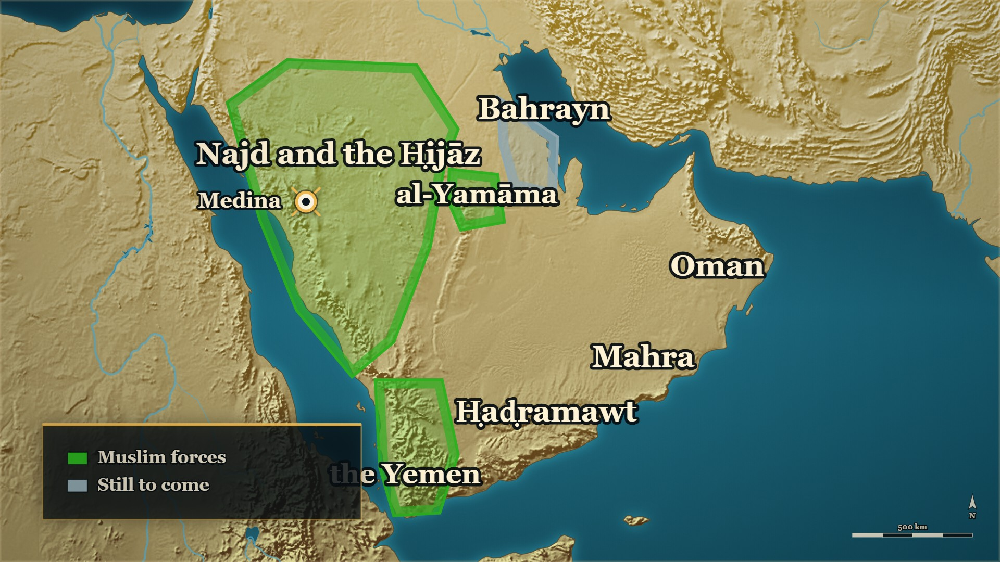 Bahrayn
Najd and the Ḥijāz
al-Yamāma
Medina
Oman
Mahra
Ḥaḍramawt
the Yemen
Muslim forces
Still to come
N
500 km